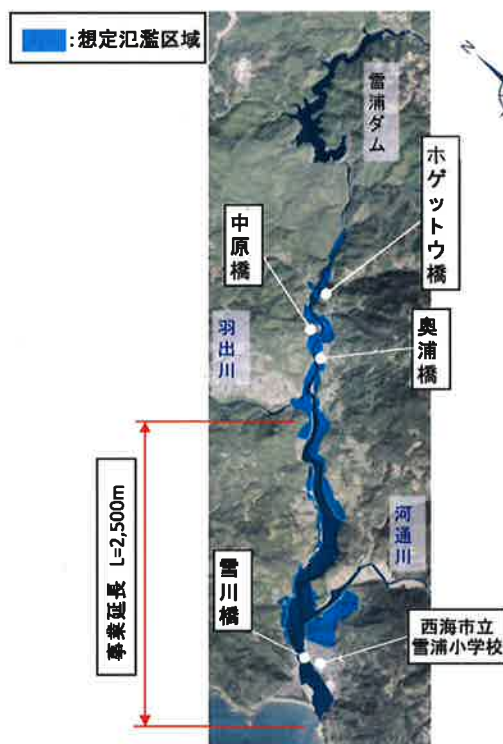 ：想定氾濫区域
N
雪浦ダム
ホゲットウ橋
中原橋
羽出川
奥浦橋
事業延長 L=2,500m
河通川
雪川橋
西海市立
雪浦小学校